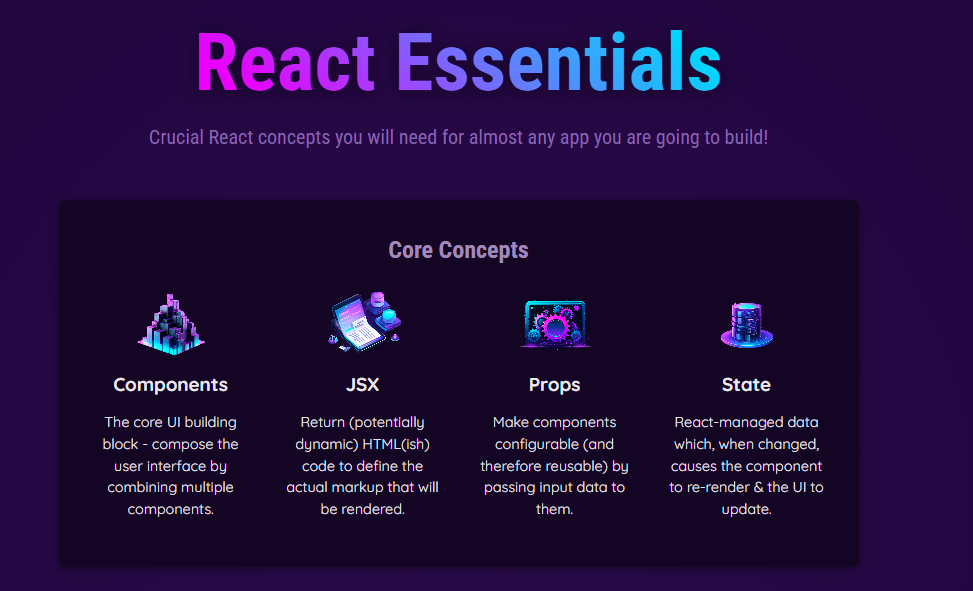 React Essentials
Crucial React concepts you will need for almost any app you are going to build!
Core Concepts
Components
The core UI building
block - compose the
user interface by
combining multiple
components.
JSX
Return (potentially
dynamic) HTML(ish)
code to define the
actual markup that will
be rendered.
Props
Make components
configurable (and
therefore reusable) by
passing input data to
them.
State
React-managed data
which, when changed,
causes the component
to re-render & the UI to
update.